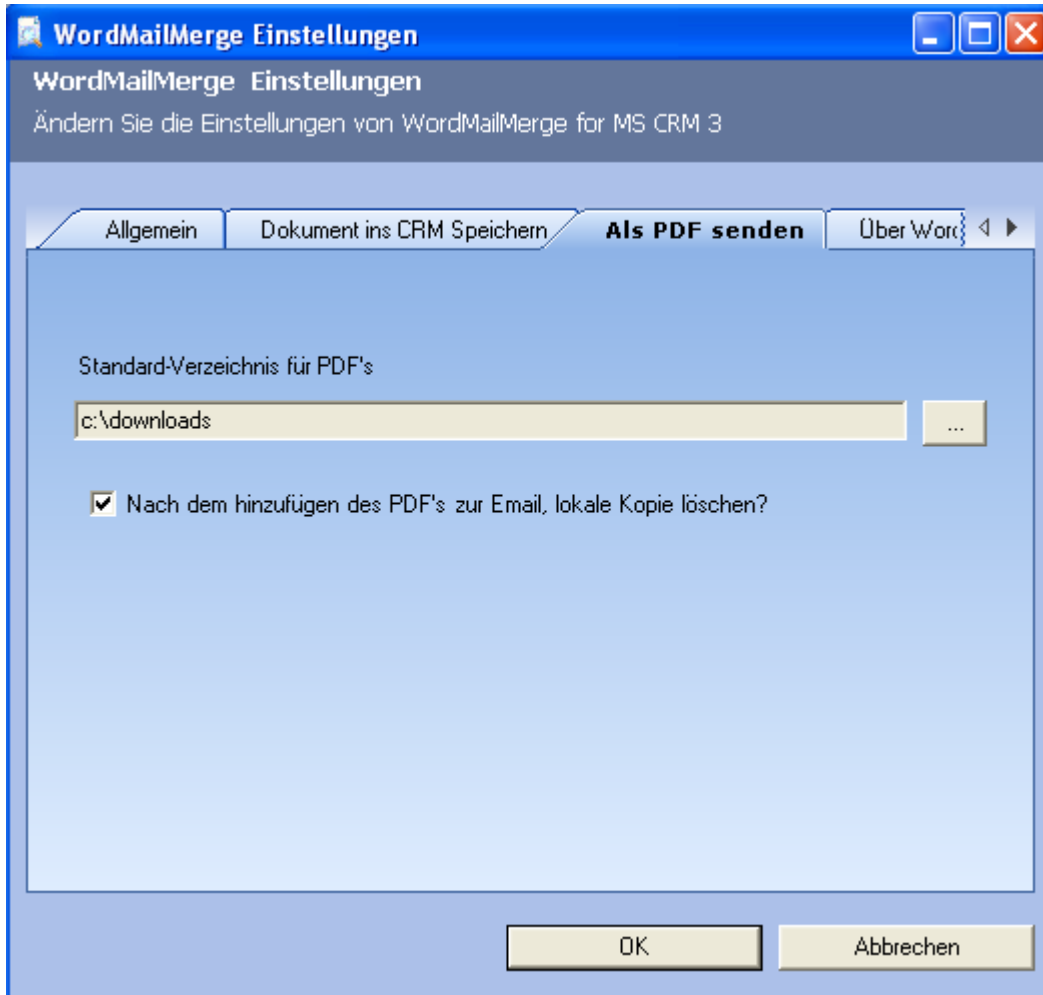 WordMailMerge Einstellungen
WordMailMerge Einstellungen
Ändern Sie die Einstellungen von WordMailMerge for MS CRM 3
Allgemein
Dokument ins CRM Speichern
Als PDF senden
Über Word
Standard-Verzeichnis für PDF's
c:\downloads
...
Nach dem hinzufügen des PDF's zur Email, lokale Kopie löschen?
OK
Abbrechen